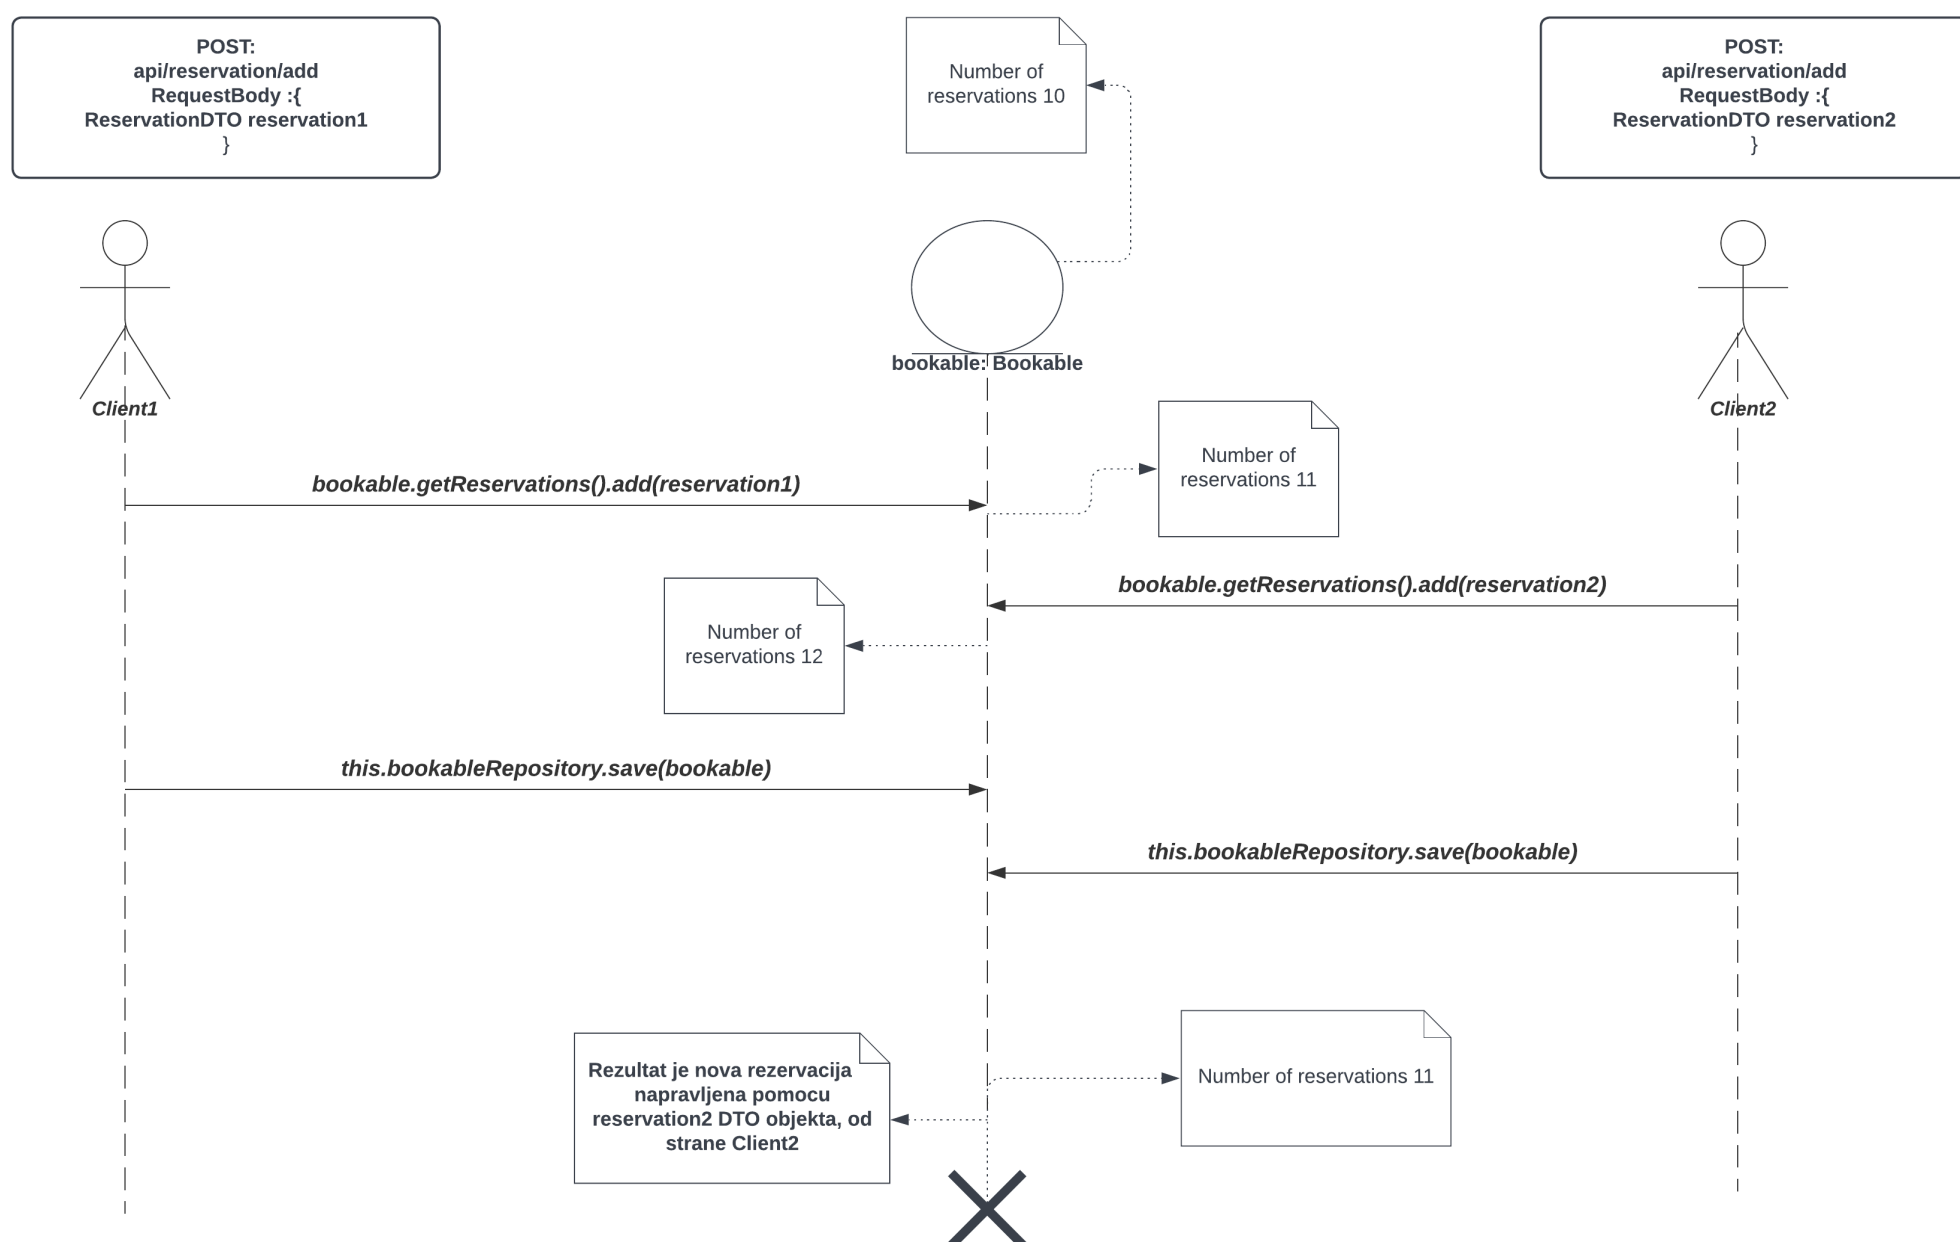 POST:
api/reservation/add
RequestBody :{
ReservationDTO reservation1
}
Number of
reservations 10
POST:
api/reservation/add
RequestBody :{
ReservationDTO reservation2
}
bookable: Bookable
Client1
Client2
Number of
reservations 11
bookable.getReservations().add(reservation1)
bookable.getReservations().add(reservation2)
Number of
reservations 12
this.bookableRepository.save(bookable)
this.bookableRepository.save(bookable)
Rezultat je nova rezervacija
napravljena pomocu
reservation2 DTO objekta, od
strane Client2
Number of reservations 11